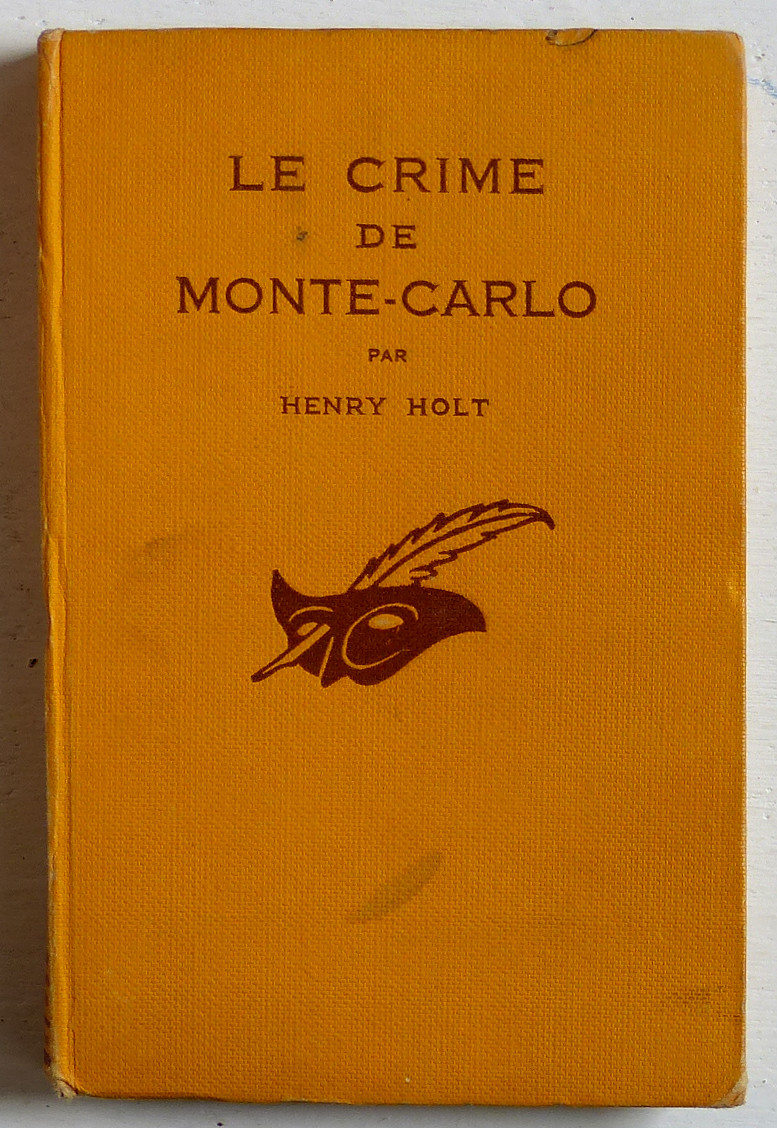 LE CRIME
DE
MONTE-CARLO
PAR
HENRY HOLT